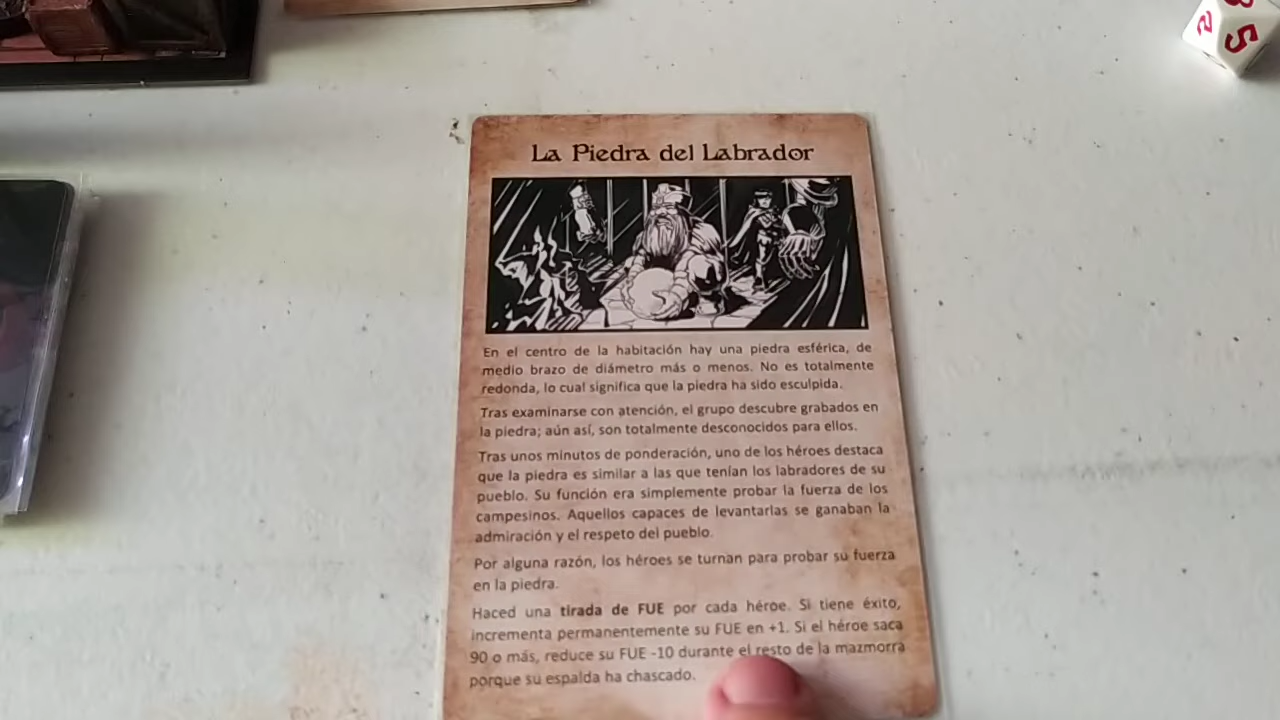 La Piedra del Labrador
En el centro de la habitación hay una piedra esférica, de
medio brazo de diámetro más o menos. No es totalmente
redonda, lo cual significa que la piedra ha sido esculpida.
Tras examinarse con atención, el grupo descubre grabados en
la piedra; aún así, son totalmente desconocidos para ellos.
Tras unos minutos de ponderación, uno de los héroes destaca
que la piedra es similar a las que tenían los labradores de su
pueblo. Su función era simplemente probar la fuerza de los
campesinos. Aquellos capaces de levantarlas se ganaban la
admiración y el respeto del pueblo.
Por alguna razón, los héroes se turnan para probar su fuerza
en la piedra.
Haced una tirada de FUE por cada héroe. Si tiene éxito,
incrementa permanentemente su FUE en +1. Si el héroe saca
90 o más, reduce su FUE -10 durante el resto de la mazmorra
porque su espalda ha chascado.
2
5